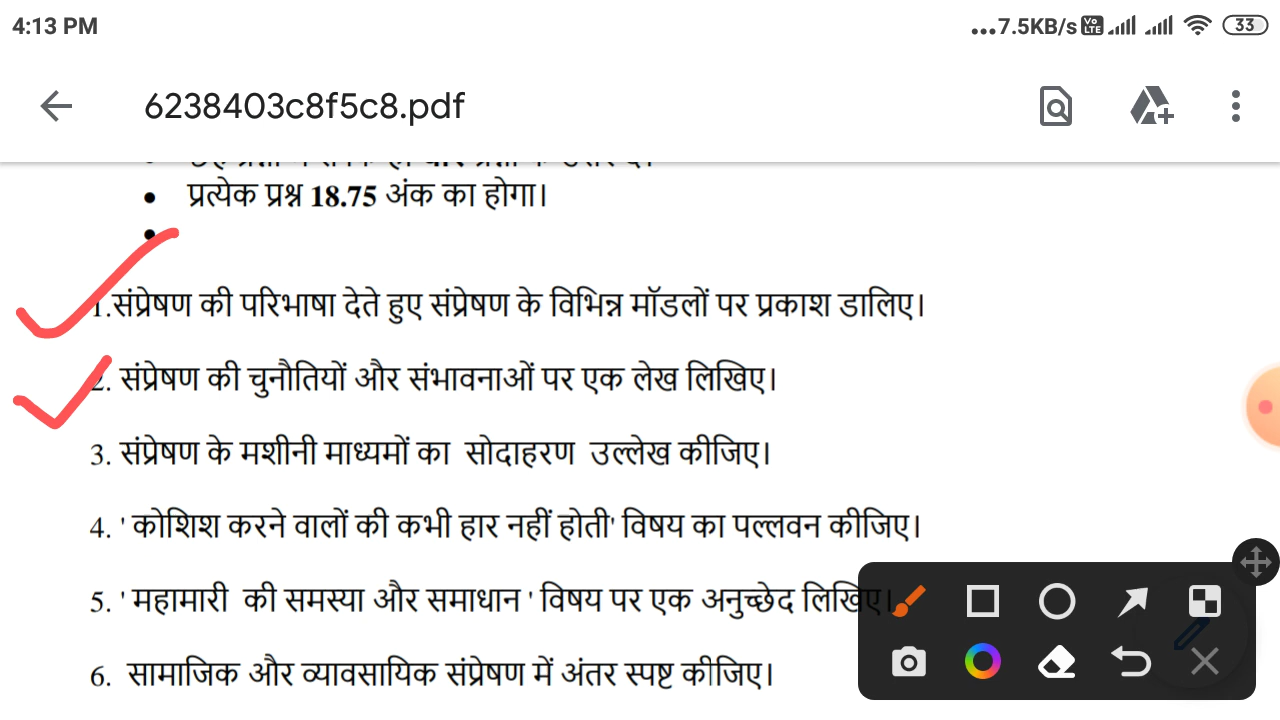 4:13 PM
...7.5KB/s Vo LTE 33
6238403c8f5c8.pdf
• प्रत्येक प्रश्न 18.75 अंक का होगा।
•
1.संप्रेषण की परिभाषा देते हुए संप्रेषण के विभिन्न मॉडलों पर प्रकाश डालिए।
2. संप्रेषण की चुनौतियों और संभावनाओं पर एक लेख लिखिए।
3. संप्रेषण के मशीनी माध्यमों का सोदाहरण उल्लेख कीजिए।
4. ' कोशिश करने वालों की कभी हार नहीं होती' विषय का पल्लवन कीजिए।
5. ' महामारी की समस्या और समाधान ' विषय पर एक अनुच्छेद लिखिए।
6. सामाजिक और व्यावसायिक संप्रेषण में अंतर स्पष्ट कीजिए।